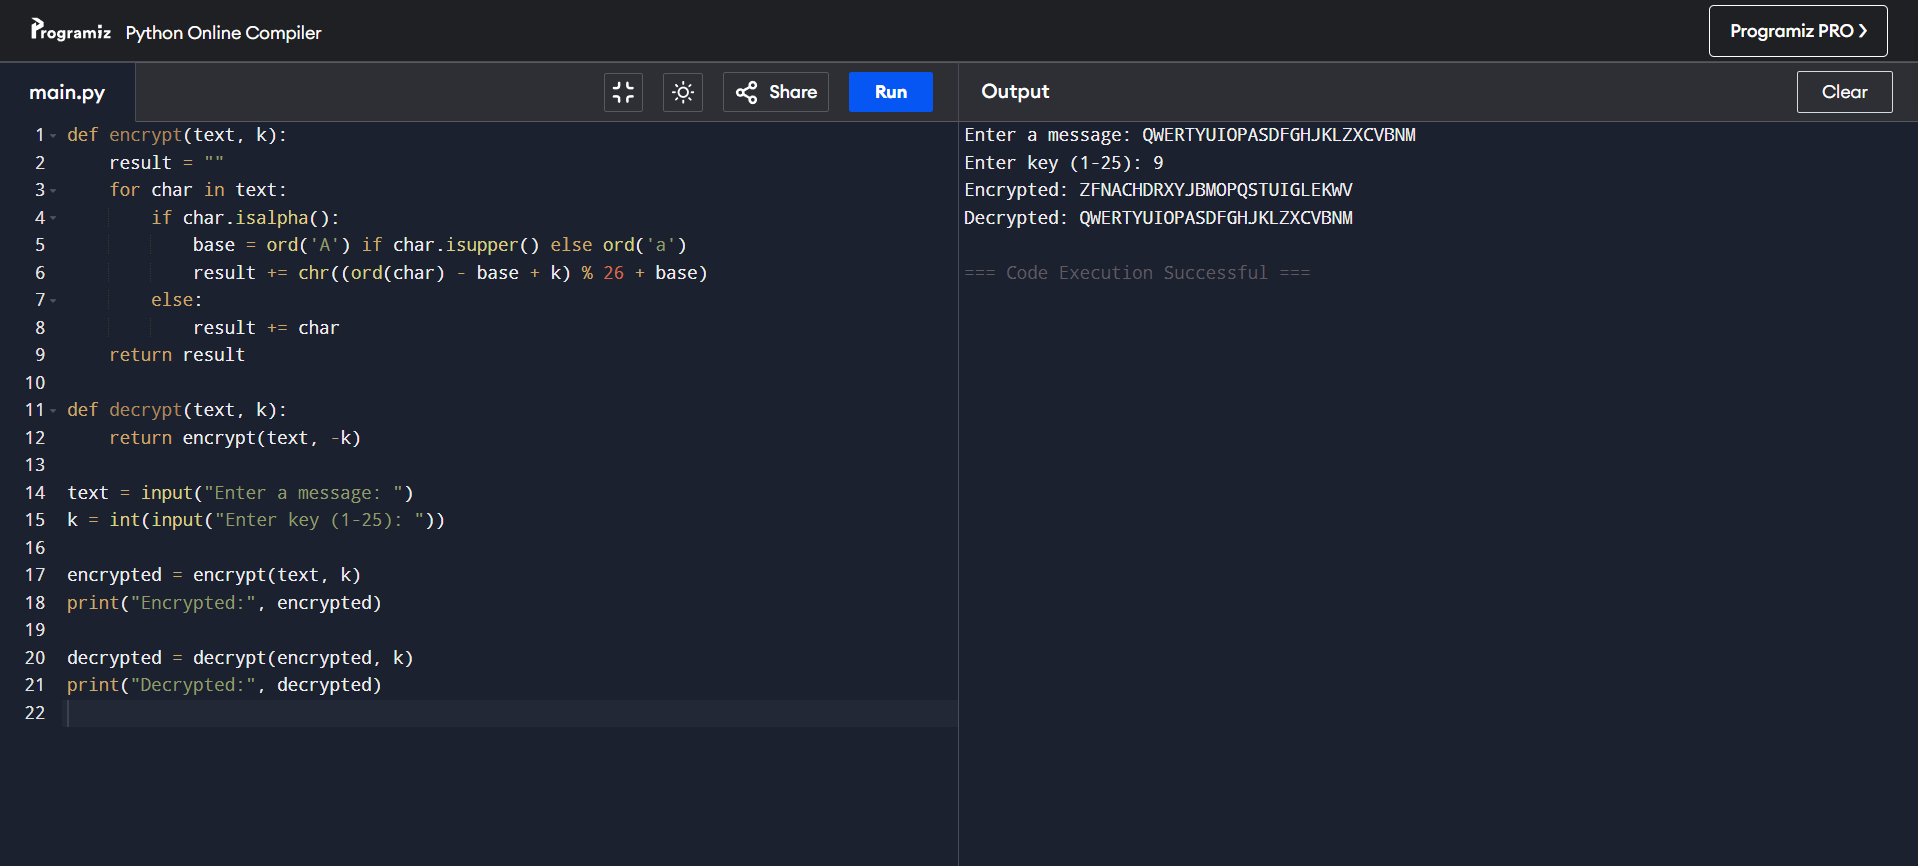 Programiz Python Online Compiler
Programiz PRO >
main.py
Share
Run
Output
Clear
1 def encrypt(text, k):
2     result = ""
3     for char in text:
4         if char.isalpha():
5             base = ord('A') if char.isupper() else ord('a')
6             result += chr((ord(char) - base + k) % 26 + base)
7         else:
8             result += char
9     return result
10
11 def decrypt(text, k):
12     return encrypt(text, -k)
13
14 text = input("Enter a message: ")
15 k = int(input("Enter key (1-25): "))
16
17 encrypted = encrypt(text, k)
18 print("Encrypted:", encrypted)
19
20 decrypted = decrypt(encrypted, k)
21 print("Decrypted:", decrypted)
22
Enter a message: QWERTYUIOPASDFGHJKLZXCVBNM
Enter key (1-25): 9
Encrypted: ZFNACHDRXYJBMOPQSTUIGLEKWV
Decrypted: QWERTYUIOPASDFGHJKLZXCVBNM
=== Code Execution Successful ===